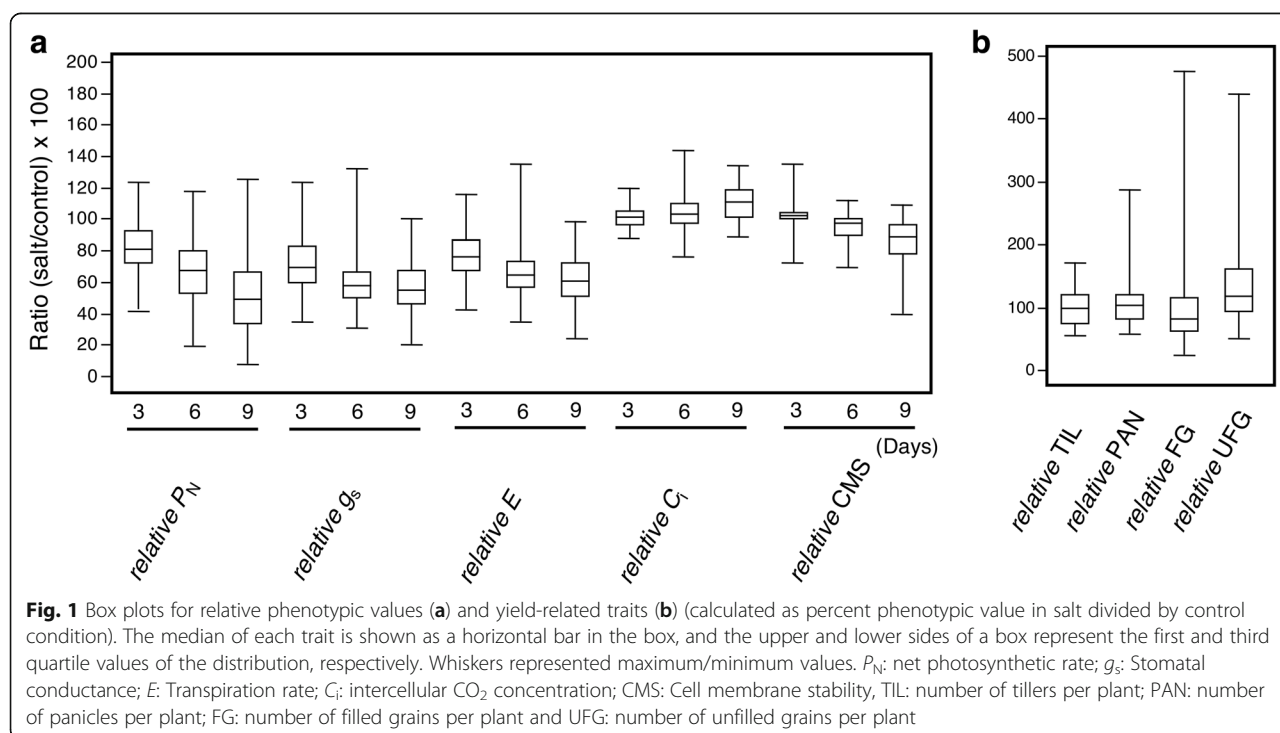 a
b
Ratio (salt/control) x 100
200
180
160
140
120
100
80
60
40
20
0
3 6 9 3 6 9 3 6 9 3 6 9 3 6 9
(Days)
relative PN
relative gs
relative E
relative Ci
relative CMS
500
400
300
200
100
0
relative TIL
relative PAN
relative FG
relative UFG
Fig. 1 Box plots for relative phenotypic values (a) and yield-related traits (b) (calculated as percent phenotypic value in salt divided by control
condition). The median of each trait is shown as a horizontal bar in the box, and the upper and lower sides of a box represent the first and third
quartile values of the distribution, respectively. Whiskers represented maximum/minimum values. PN: net photosynthetic rate; gs: Stomatal
conductance; E: Transpiration rate; Ci: intercellular CO2 concentration; CMS: Cell membrane stability, TIL: number of tillers per plant; PAN: number
of panicles per plant; FG: number of filled grains per plant and UFG: number of unfilled grains per plant